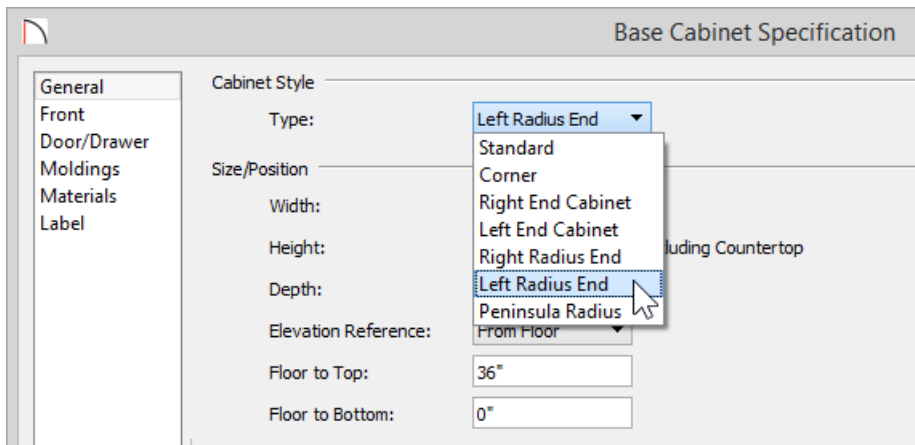 Base Cabinet Specification
General
Front
Door/Drawer
Moldings
Materials
Label
Cabinet Style
Type:
Left Radius End
Standard
Corner
Right End Cabinet
Left End Cabinet
Right Radius End
Left Radius End
Peninsula Radius
Size/Position
Width:
Height:
Countertop
Depth:
Elevation Reference:
From Floor
Floor to Top:
36"
Floor to Bottom:
0"